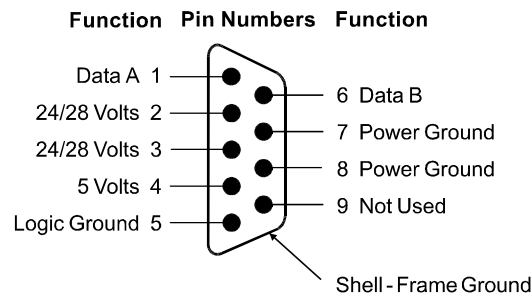 Function Pin Numbers Function
Data A 1
6 Data B
24/28 Volts 2
7 Power Ground
24/28 Volts 3
8 Power Ground
5 Volts 4
9 Not Used
Logic Ground 5
Shell - Frame Ground